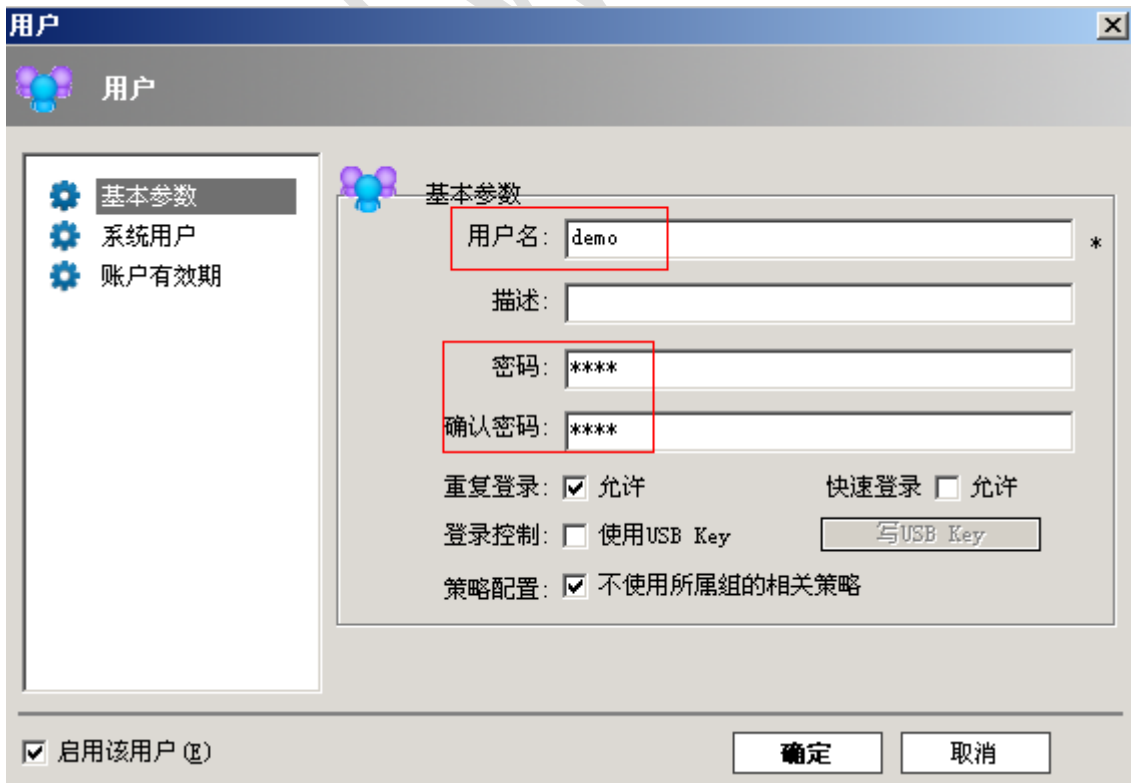 用户
用户
基本参数
系统用户
账户有效期
基本参数
用户名: demo *
描述:
密码: ****
确认密码: ****
重复登录: 允许 快速登录 允许
登录控制: 使用USB Key 写USB Key
策略配置: 不使用所属组的相关策略
启用该用户(E) 确定 取消